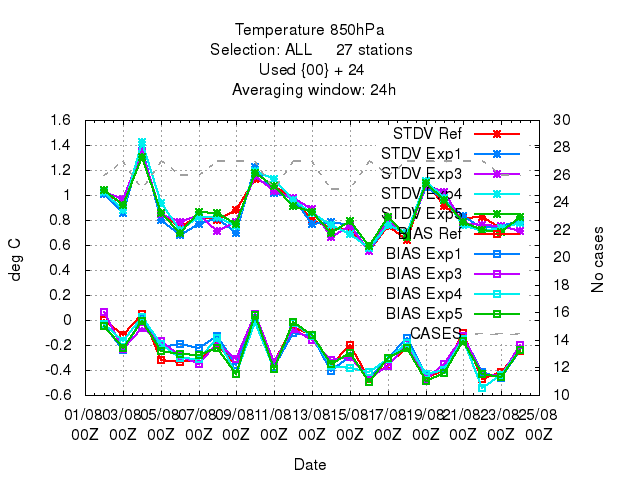 Temperature 850hPa
Selection: ALL 27 stations
Used {00} + 24
Averaging window: 24h
1.6
1.4
1.2
1
0.8
0.6
0.4
0.2
0
-0.2
-0.4
-0.6
deg C
30
28
26
24
22
20
18
16
14
12
10
No cases
STDV Ref
STDV Exp1
STDV Exp3
STDV Exp4
STDV Exp5
BIAS Ref
BIAS Exp1
BIAS Exp3
BIAS Exp4
BIAS Exp5
CASES
01/08 03/08 05/08 07/08 09/08 11/08 13/08 15/08 17/08 19/08 21/08 23/08 25/08
00Z 00Z 00Z 00Z 00Z 00Z 00Z 00Z 00Z 00Z 00Z 00Z 00Z
Date